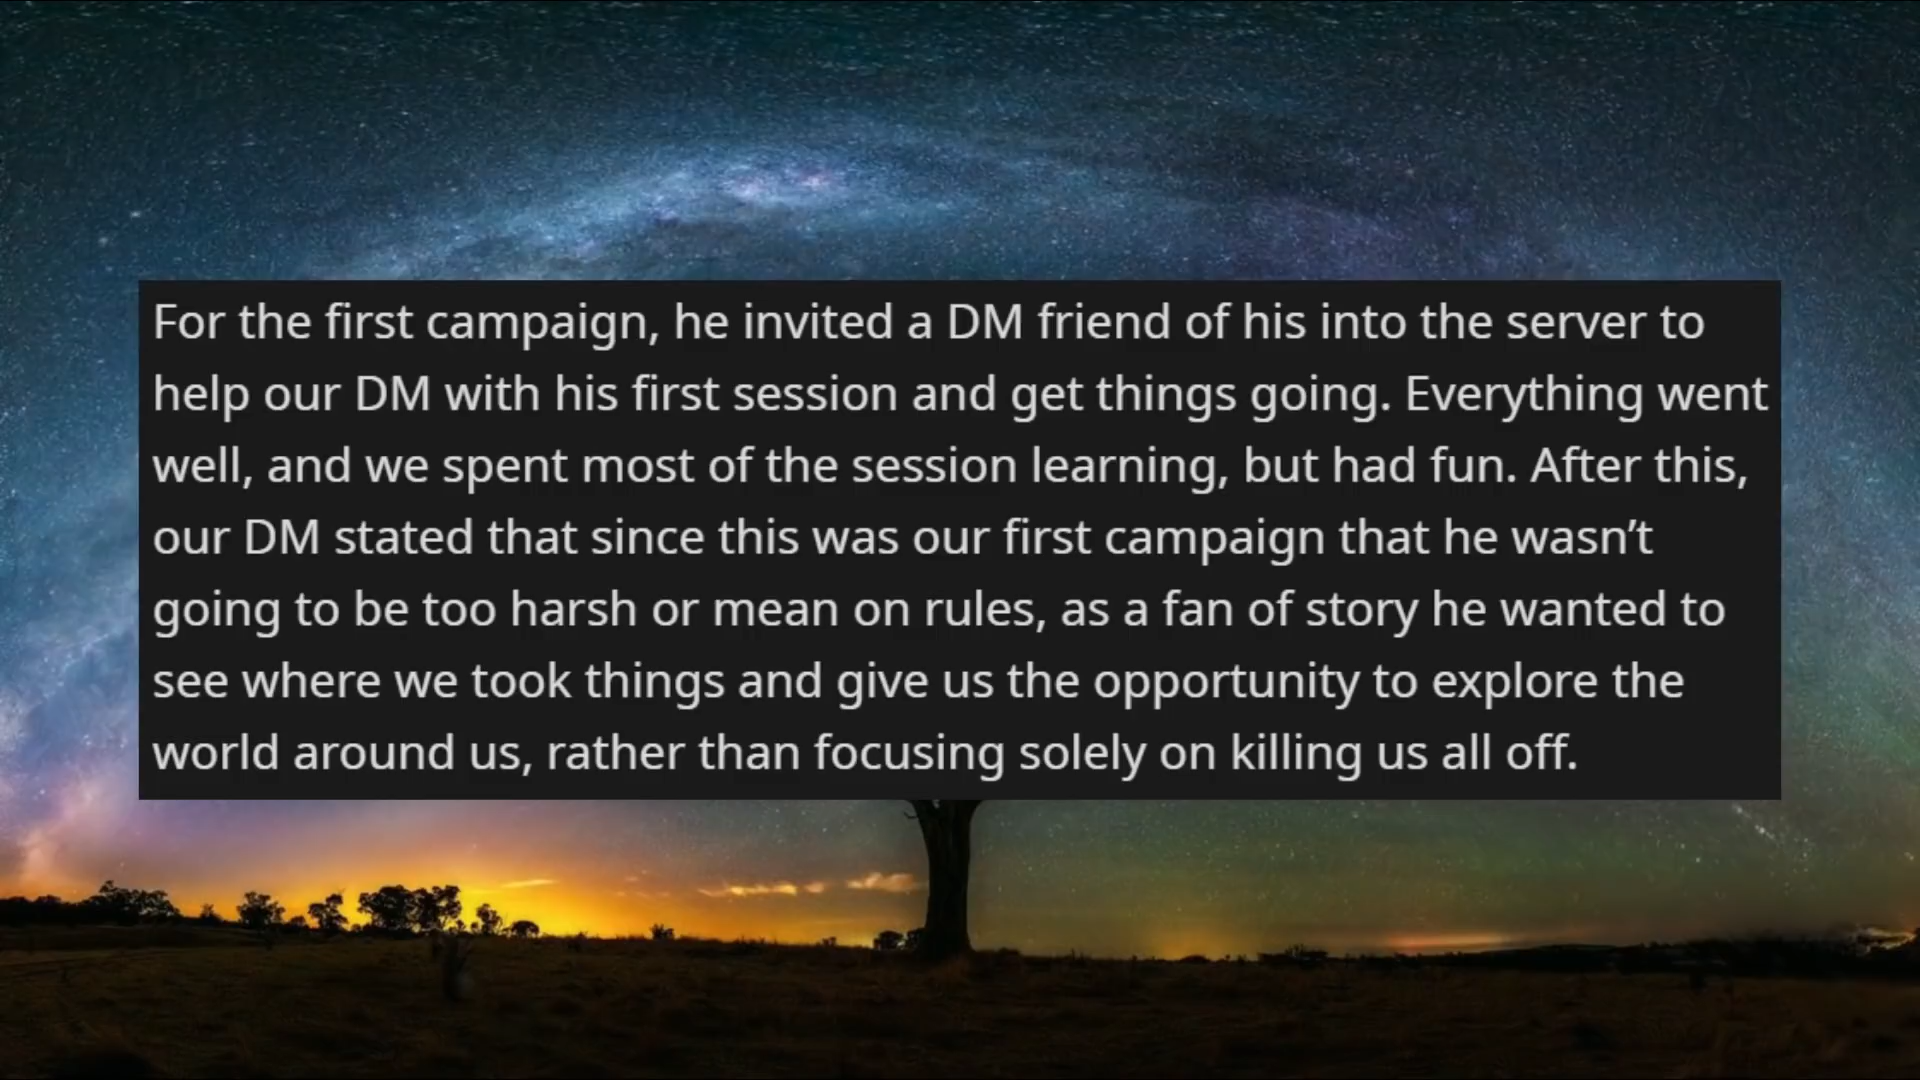 For the first campaign, he invited a DM friend of his into the server to
help our DM with his first session and get things going. Everything went
well, and we spent most of the session learning, but had fun. After this,
our DM stated that since this was our first campaign that he wasn’t
going to be too harsh or mean on rules, as a fan of story he wanted to
see where we took things and give us the opportunity to explore the
world around us, rather than focusing solely on killing us all off.